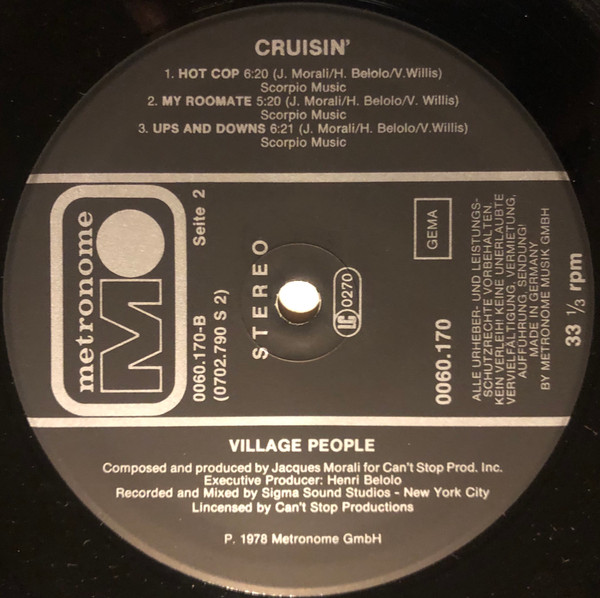 CRUISIN'
1. HOT COP 6:20 (J. Morali/H. Belolo/V.Willis)
Scorpio Music
2. MY ROOMATE 5:20 (J. Morali/H. Belolo/V.Willis)
Scorpio Music
3. UPS AND DOWNS 6:21 (J. Morali/H. Belolo/V.Willis)
Scorpio Music
metronome
MO
Seite 2
0060.170-B
(0702.790 S 2)
STEREO
LC 0270
GEMA
0060.170
ALLE URHEBER- UND LEISTUNGS-
SCHUTZRECHTE VORBEHALTEN.
KEIN VERLEIH! KEINE UNERLAUBTE
VERVIELFÄLTIGUNG, VERMIETUNG,
AUFFÜHRUNG, SENDUNG!
MADE IN GERMANY
BY METRONOME MUSIK GMBH
33 ⅓ rpm
VILLAGE PEOPLE
Composed and produced by Jacques Morali for Can't Stop Prod. Inc.
Executive Producer: Henri Belolo
Recorded and Mixed by Sigma Sound Studios - New York City
Lincensed by Can't Stop Productions
P. 1978 Metronome GmbH